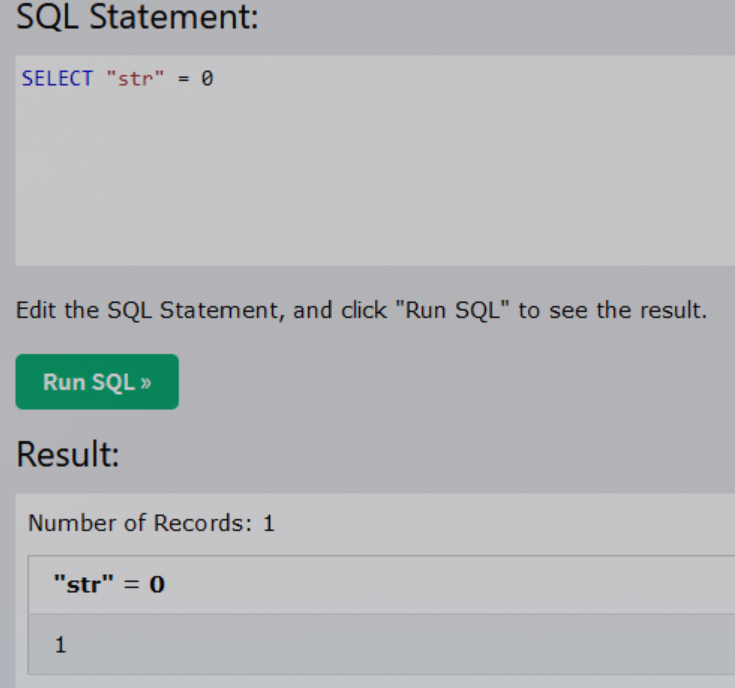 SQL Statement:
SELECT "str" = 0
Edit the SQL Statement, and click "Run SQL" to see the result.
Run SQL »
Result:
Number of Records: 1
"str" = 0
1